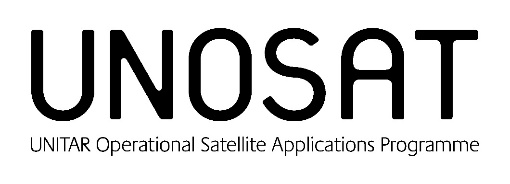 UNOSAT
UNITAR Operational Satellite Applications Programme